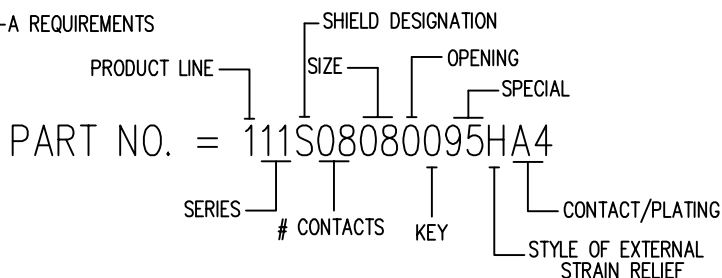 -A REQUIREMENTS
SHIELD DESIGNATION
PRODUCT LINE
SIZE
OPENING
SPECIAL
PART NO. = 111S08080095HA4
SERIES
# CONTACTS
KEY
CONTACT/PLATING
STYLE OF EXTERNAL
STRAIN RELIEF